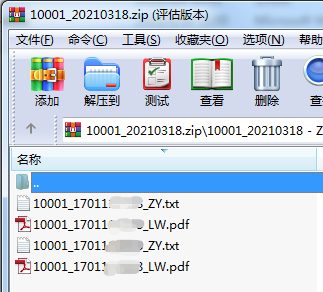 10001_20210318.zip (评估版本)
文件(F) 命令(C) 工具(S) 收藏夹(O) 选项(N) 帮助
添加 解压到 测试 查看 删除
10001_20210318.zip\10001_20210318 - Z
名称
..
10001_17011 _ZY.txt
10001_17011 _LW.pdf
10001_17011 _ZY.txt
10001_17011 _LW.pdf